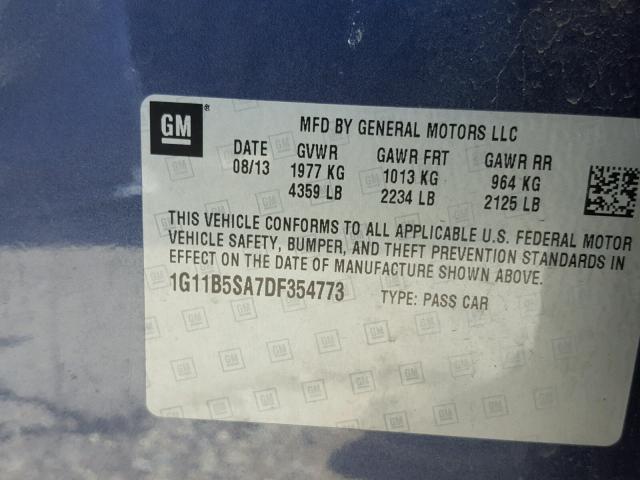 GM ®
MFD BY GENERAL MOTORS LLC
DATE GVWR GAWR FRT GAWR RR
08/13 1977 KG 1013 KG 964 KG
4359 LB 2234 LB 2125 LB
THIS VEHICLE CONFORMS TO ALL APPLICABLE U.S. FEDERAL MOTOR
VEHICLE SAFETY, BUMPER, AND THEFT PREVENTION STANDARDS IN
EFFECT ON THE DATE OF MANUFACTURE SHOWN ABOVE.
1G11B5SA7DF354773 TYPE: PASS CAR